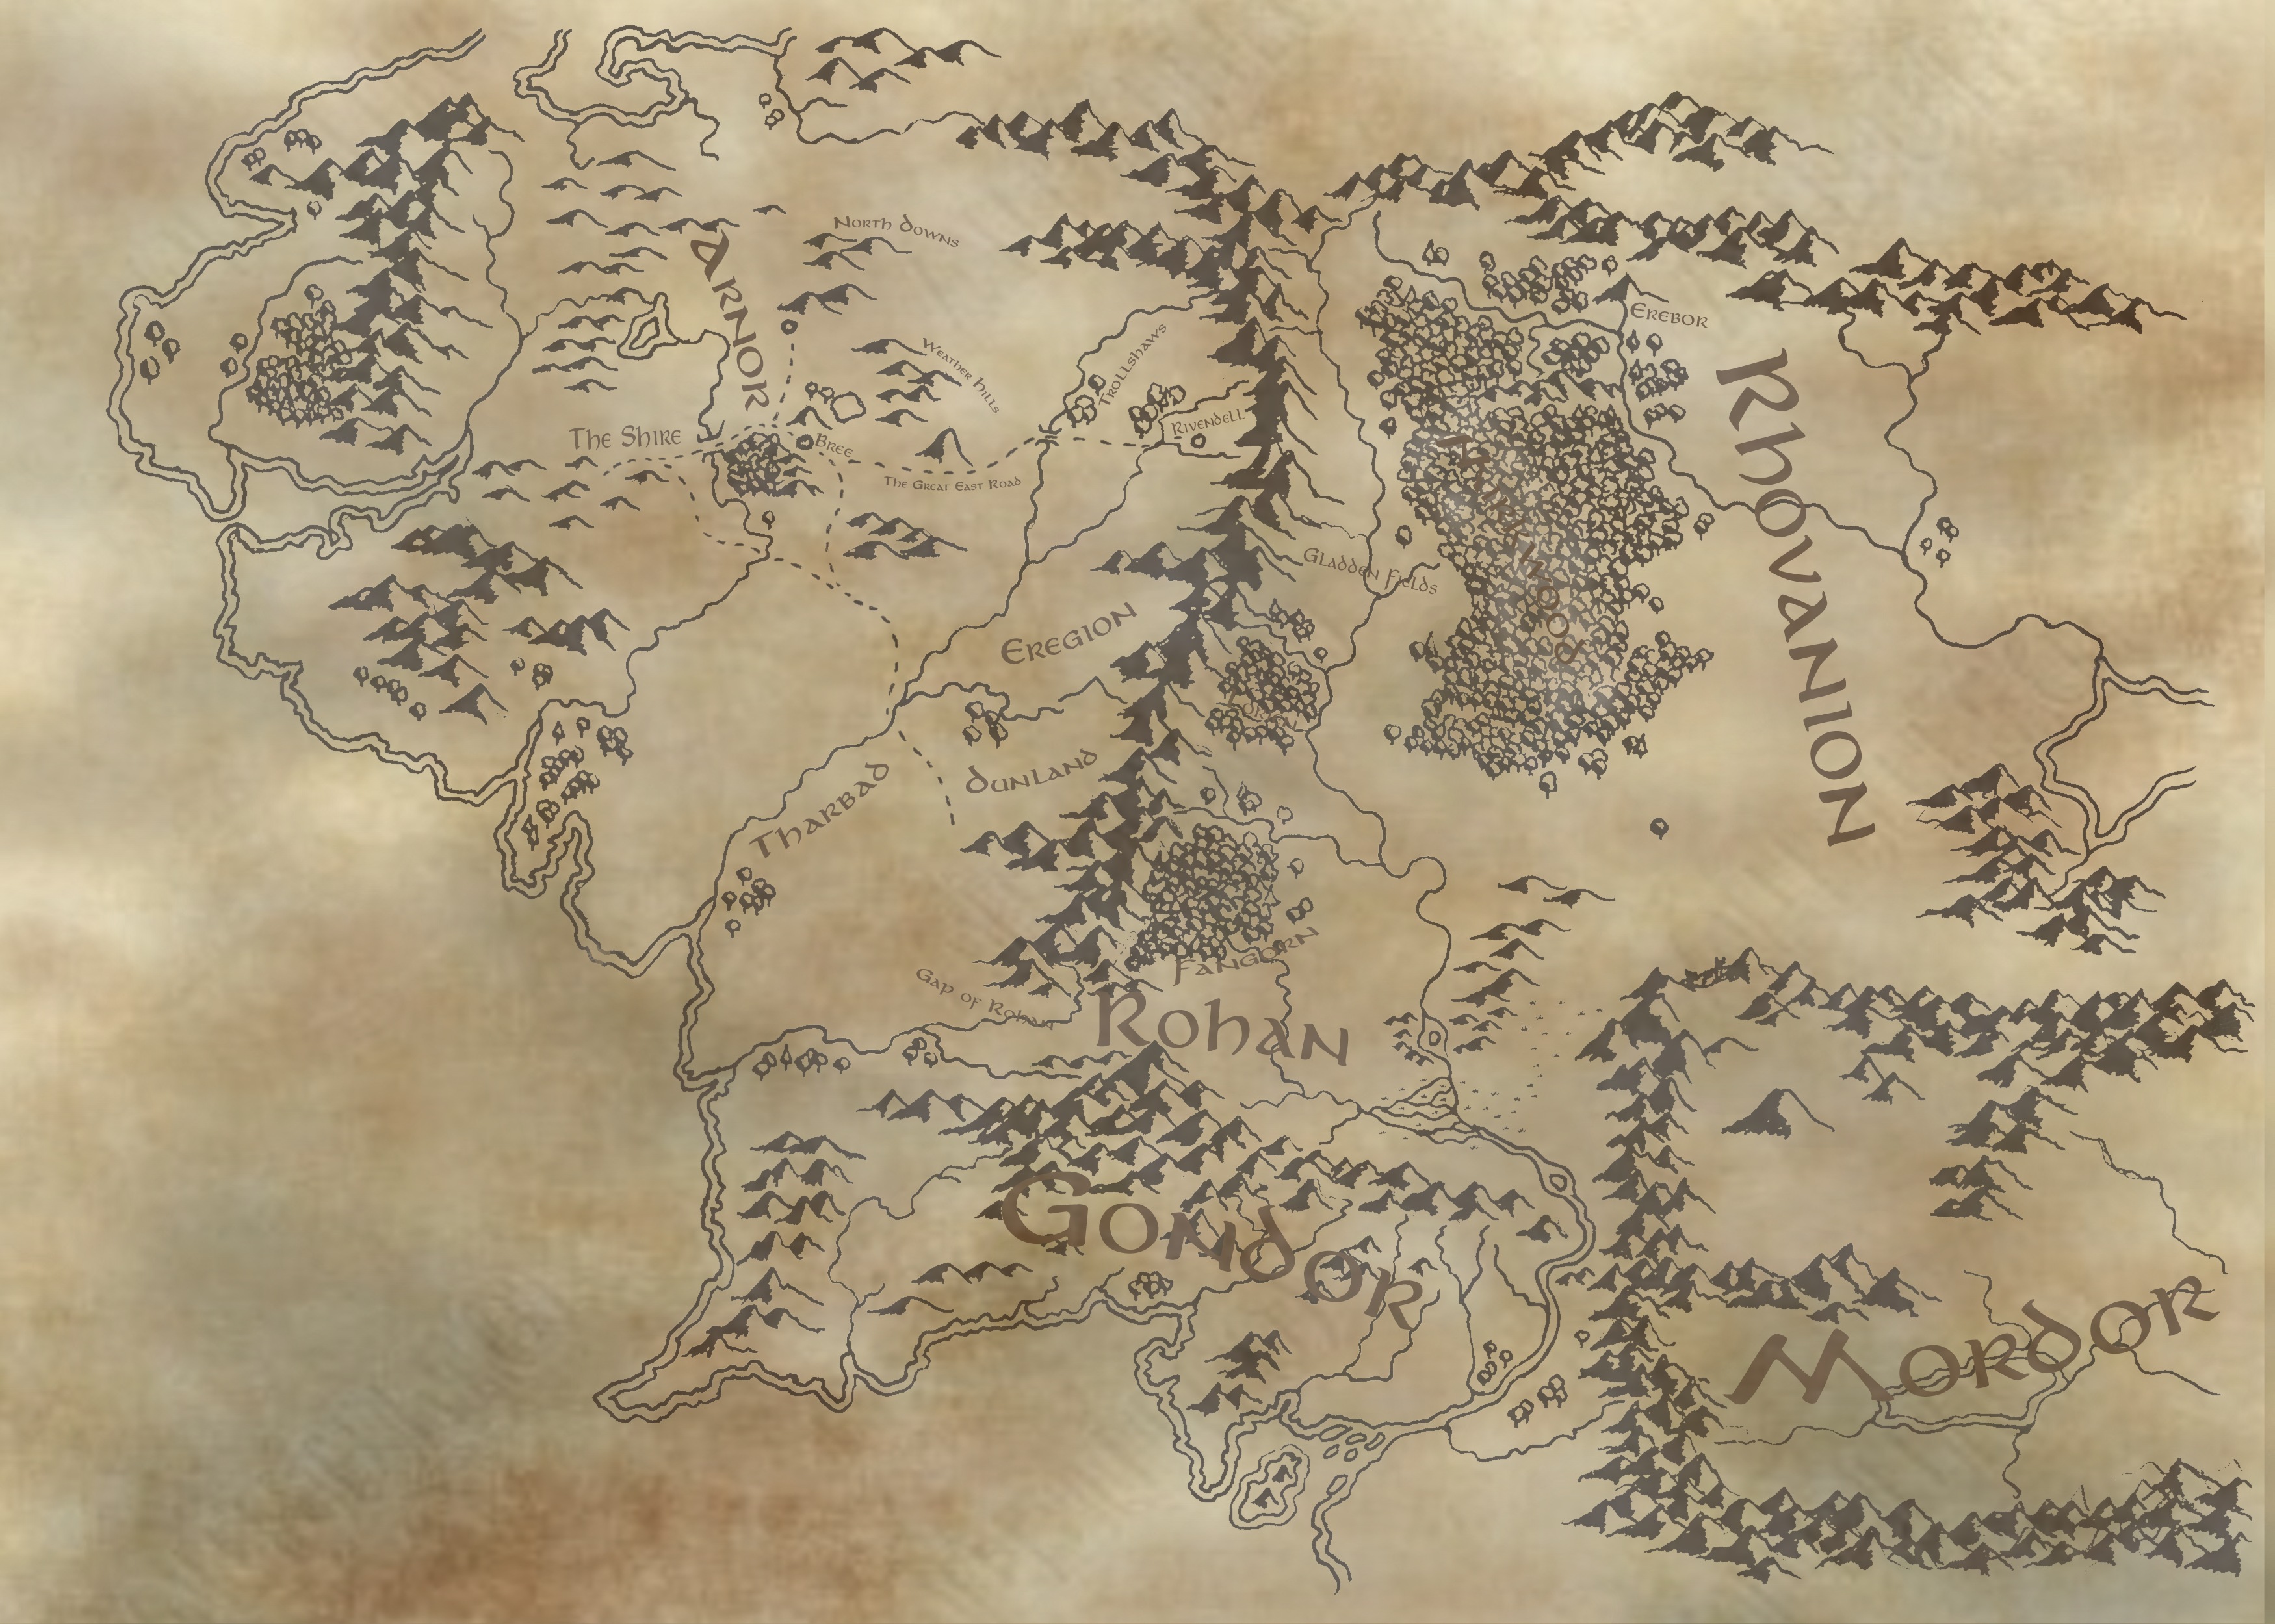 North Downs
Arnor
Erebor
Weather Hills
Trollshaws
Rhovanion
The Shire
Bree
Rivendell
The Great East Road
Mirkwood
Gladden Fields
Eregion
Dunland
Tharbad
Fangorn
Gap of Rohan
Rohan
Gondor
Mordor